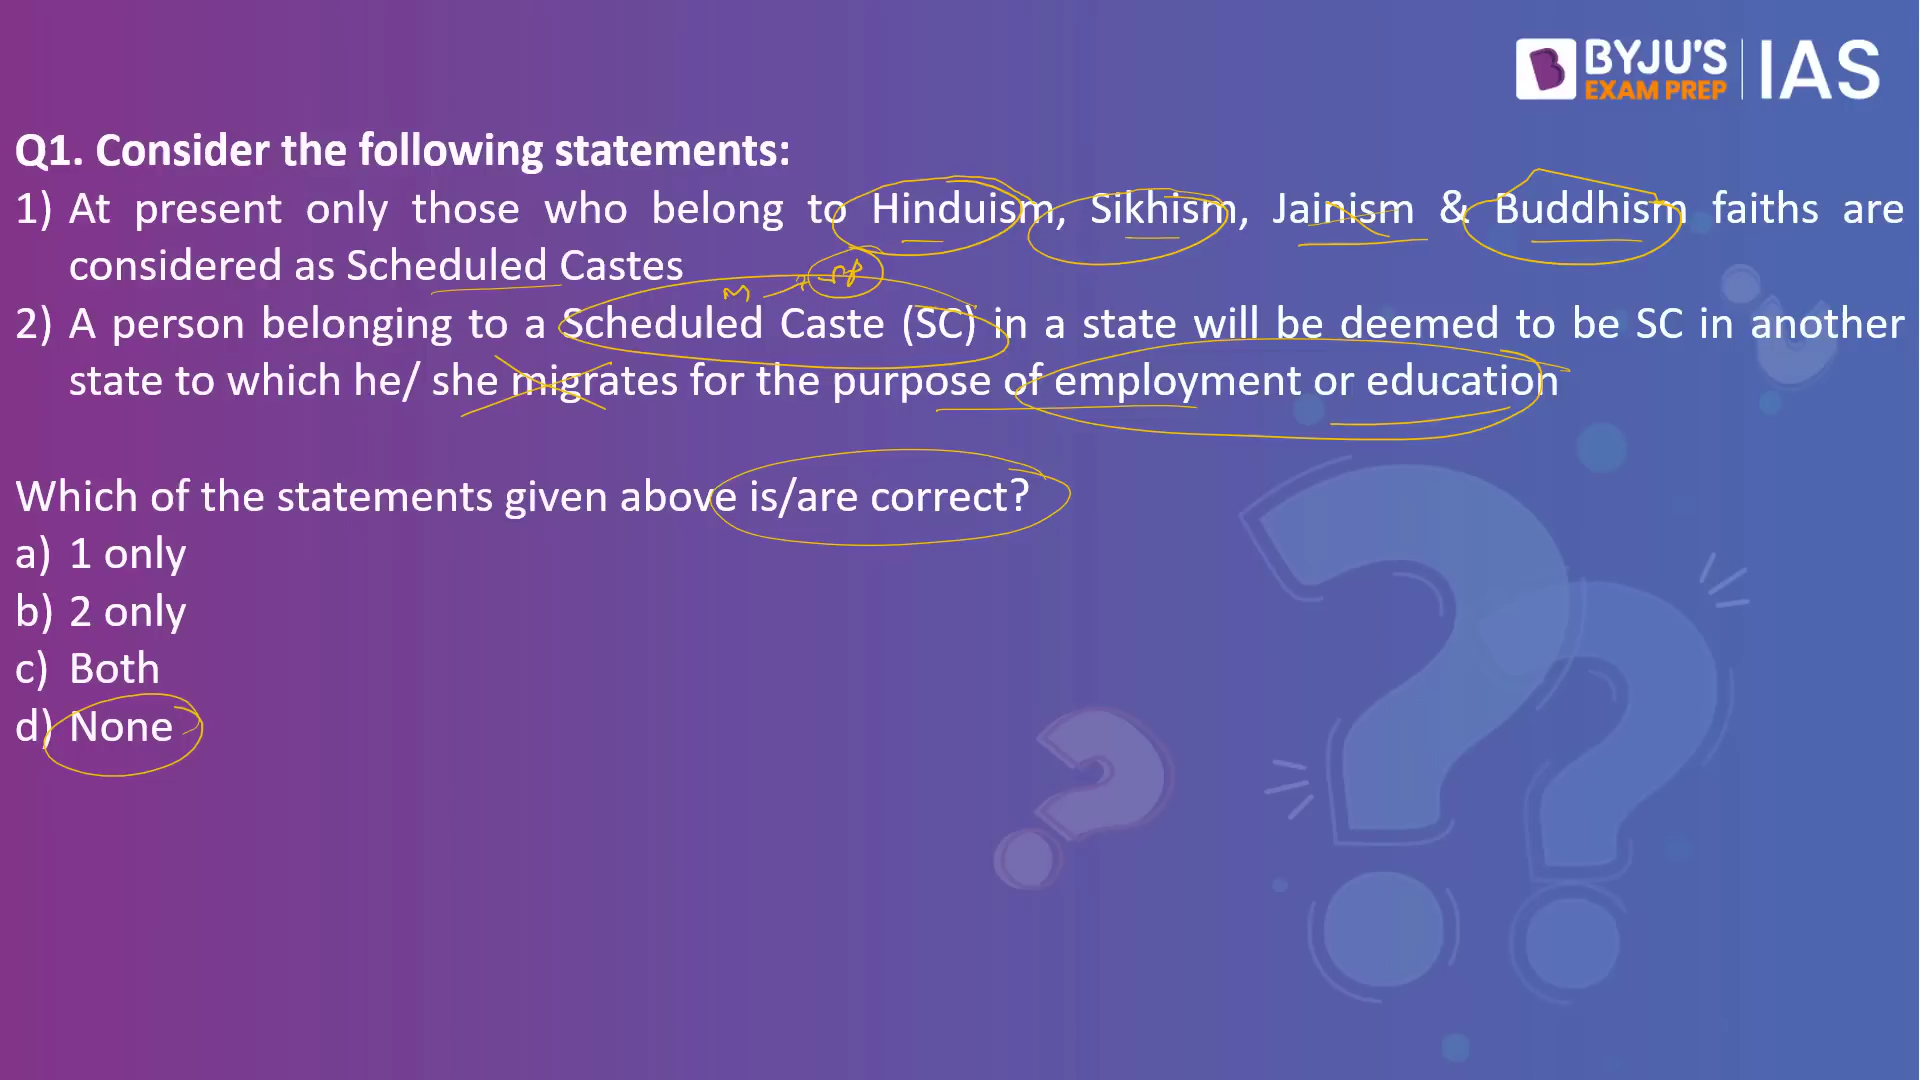 BYJU'S
EXAM PREP
IAS
Q1. Consider the following statements:
1) At present only those who belong to Hinduism, Sikhism, Jainism & Buddhism faiths are
considered as Scheduled Castes
2) A person belonging to a Scheduled Caste (SC) in a state will be deemed to be SC in another
state to which he/ she migrates for the purpose of employment or education
Which of the statements given above is/are correct?
a) 1 only
b) 2 only
c) Both
d) None